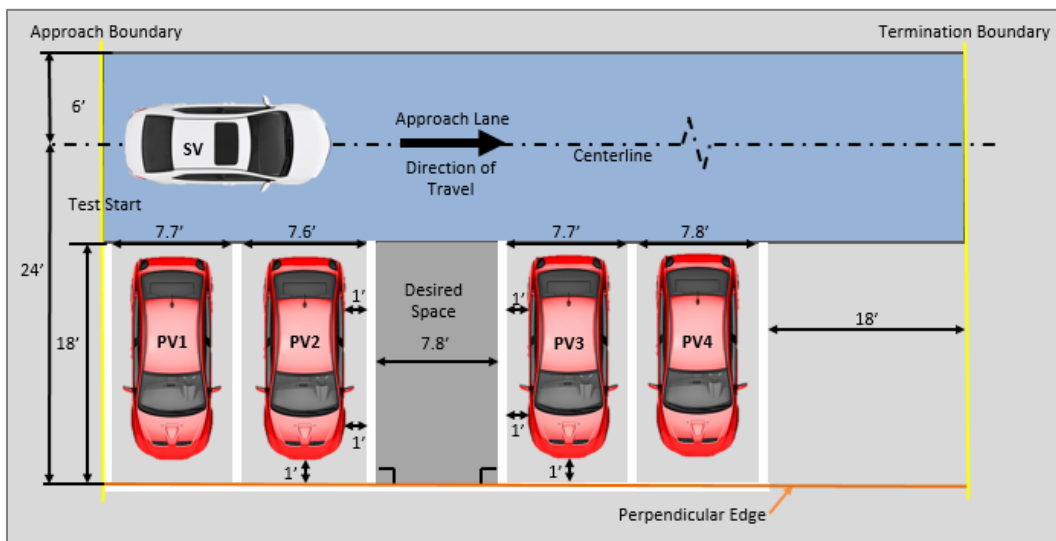 Approach Boundary
Termination Boundary
6’
SV
Approach Lane
Centerline
Direction of
Travel
Test Start
7.7’
7.6’
7.7’
7.8’
24’
1’
Desired
Space
1’
18’
PV1
PV2
7.8’
PV3
PV4
18’
1’
1’
1’
1’
Perpendicular Edge